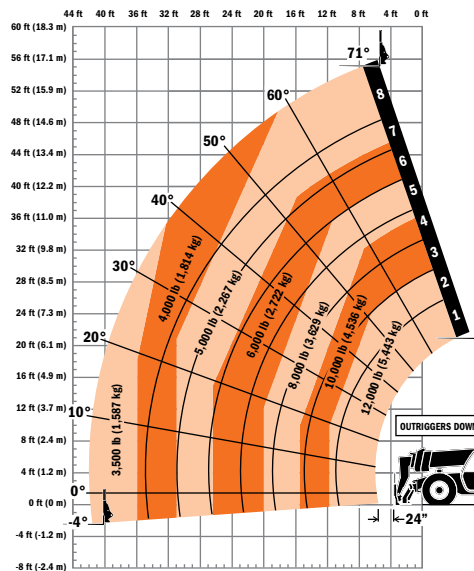 44 ft 40 ft 36 ft 32 ft 28 ft 24 ft 20 ft 16 ft 12 ft 8 ft 4 ft 0 ft
60 ft (18.3 m)
56 ft (17.1 m)
52 ft (15.9 m)
48 ft (14.6 m)
44 ft (13.4 m)
40 ft (12.2 m)
36 ft (11.0 m)
32 ft (9.8 m)
28 ft (8.5 m)
24 ft (7.3 m)
20 ft (6.1 m)
16 ft (4.9 m)
12 ft (3.7 m)
8 ft (2.4 m)
4 ft (1.2 m)
0 ft (0 m)
-4 ft (-1.2 m)
-8 ft (-2.4 m)
71°
60°
50°
40°
30°
20°
10°
0°
-4°
8
7
6
5
4
3
2
1
3,500 lb (1,587 kg)
4,000 lb (1,814 kg)
5,000 lb (2,267 kg)
6,000 lb (2,722 kg)
8,000 lb (3,629 kg)
10,000 lb (4,536 kg)
12,000 lb (5,443 kg)
OUTRIGGERS DOWN
24"